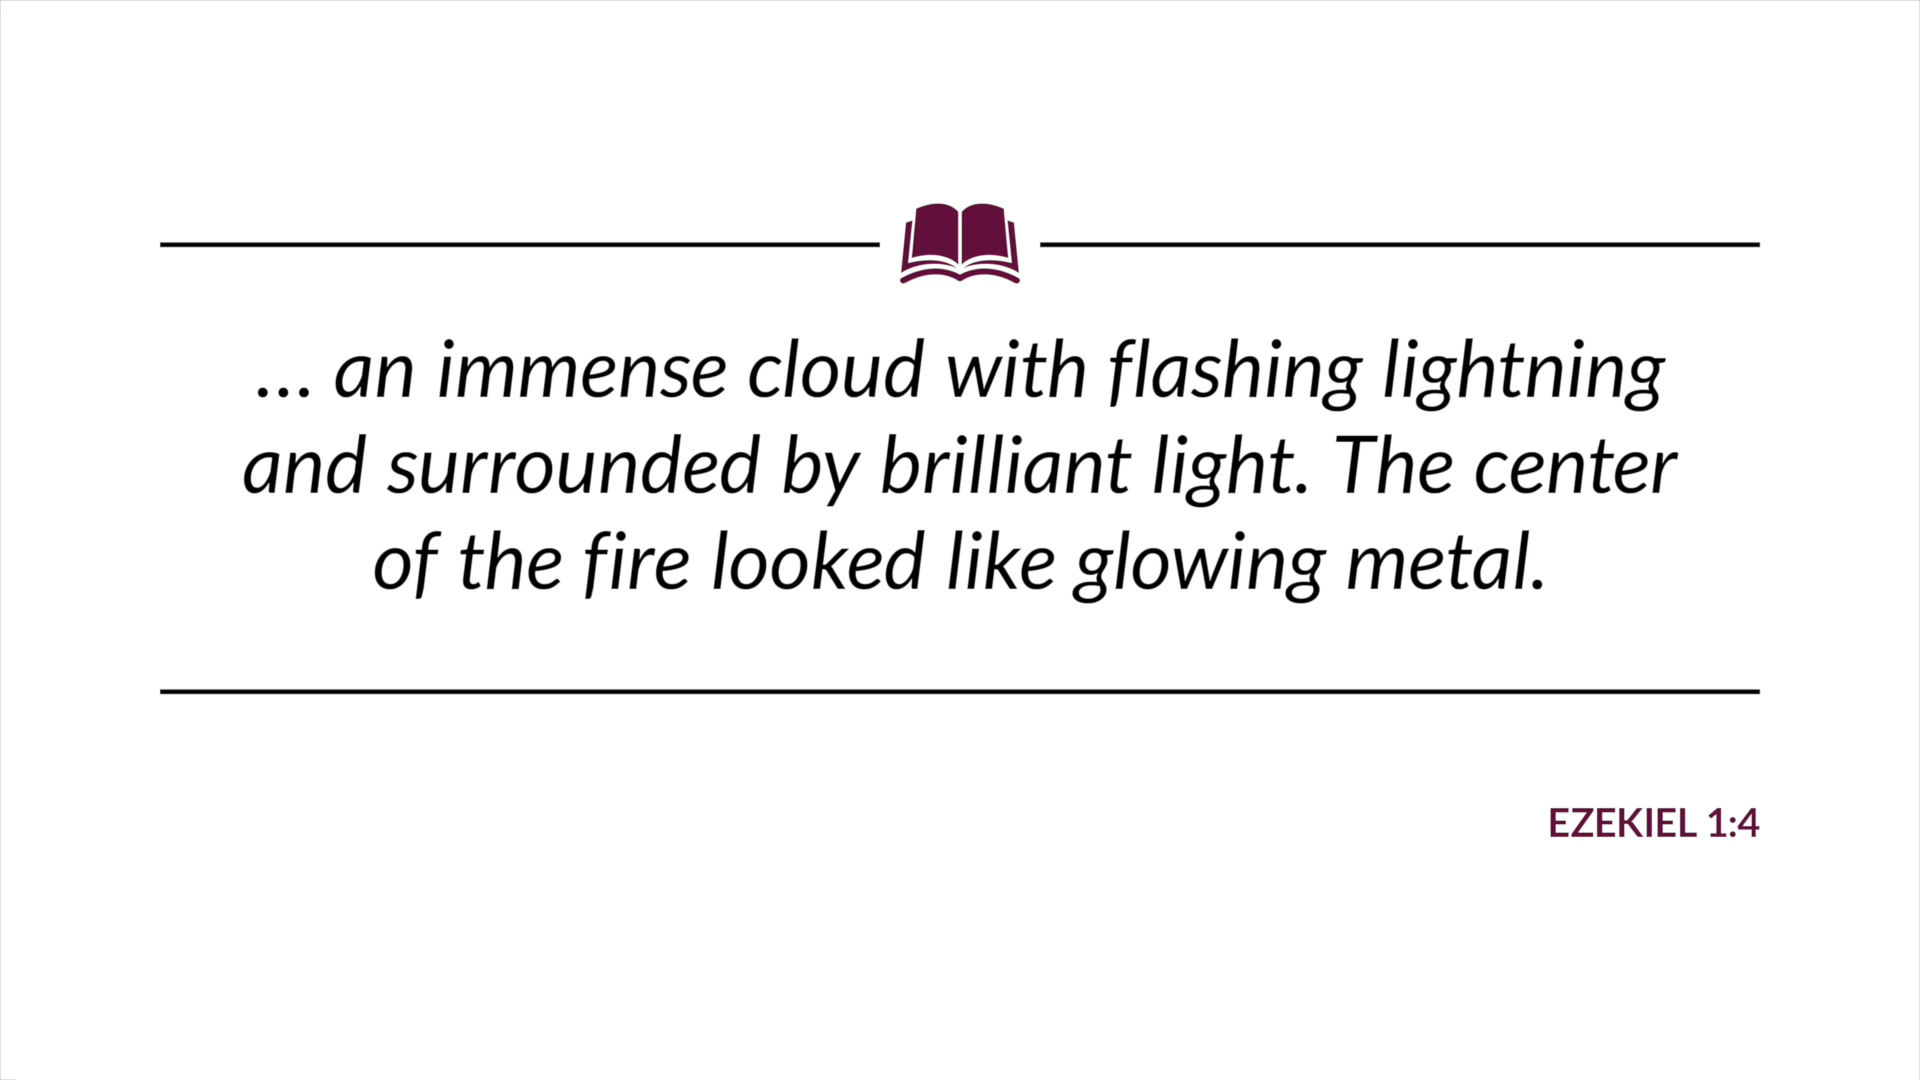 ... an immense cloud with flashing lightning
and surrounded by brilliant light. The center
of the fire looked like glowing metal.
EZEKIEL 1:4